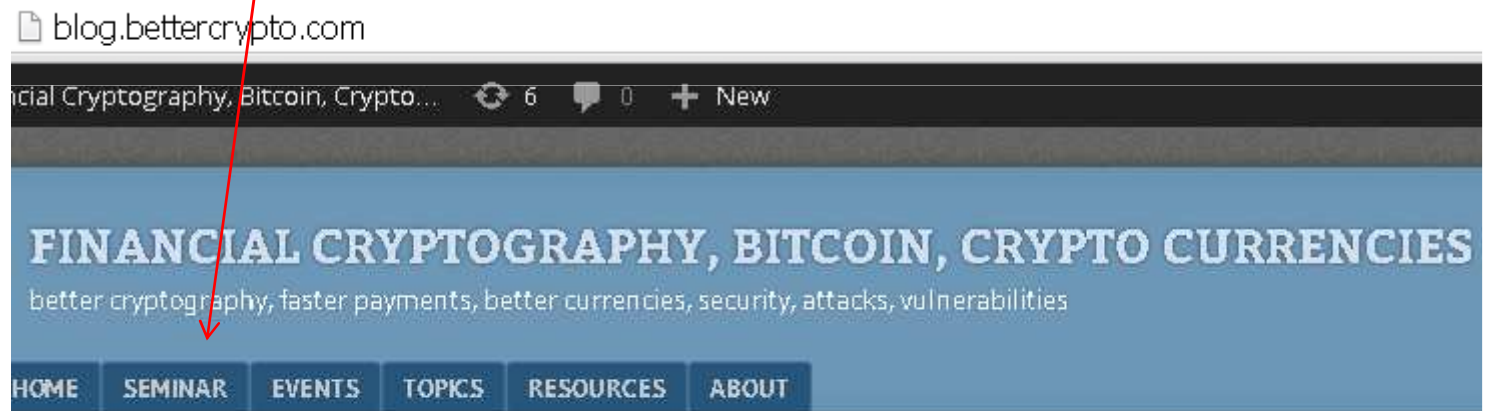 blog.bettercrypto.com
ncial Cryptography, Bitcoin, Crypto... 6 0 + New
FINANCIAL CRYPTOGRAPHY, BITCOIN, CRYPTO CURRENCIES
better cryptography, faster payments, better currencies, security, attacks, vulnerabilities
HOME SEMINAR EVENTS TOPICS RESOURCES ABOUT